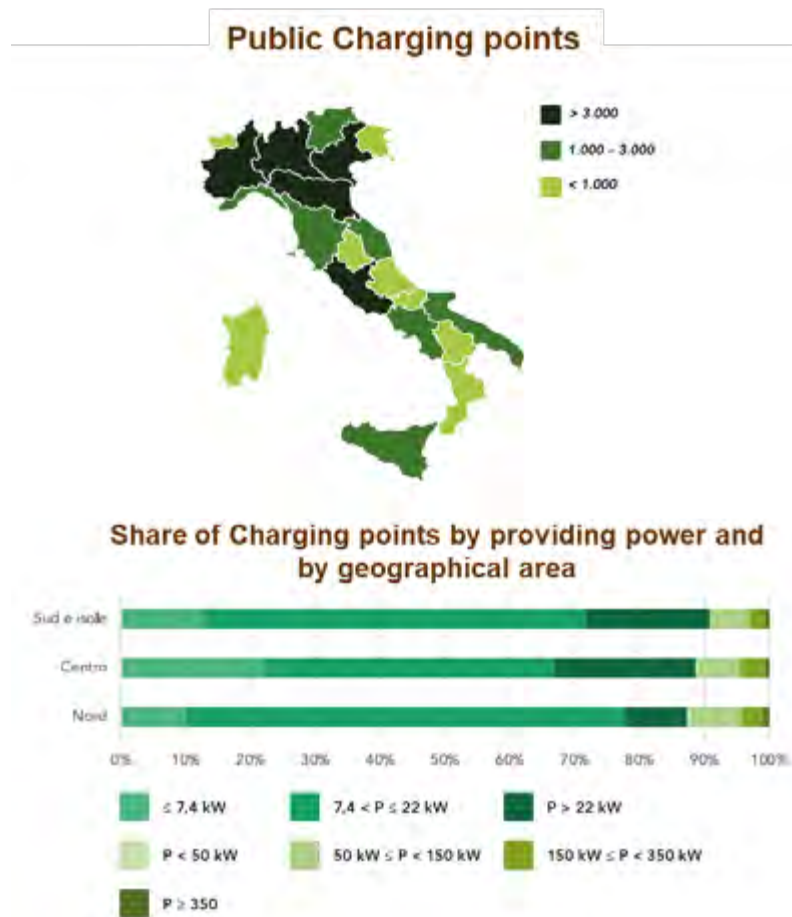 Public Charging points
> 3.000
1.000 - 3.000
< 1.000
Share of Charging points by providing power and
by geographical area
Sud e isole
Centro
Nord
0% 10% 20% 30% 40% 50% 60% 70% 80% 90% 100%
≤ 7,4 kW 7,4 < P ≤ 22 kW P > 22 kW
P < 50 kW 50 kW ≤ P < 150 kW 150 kW ≤ P < 350 kW
P ≥ 350